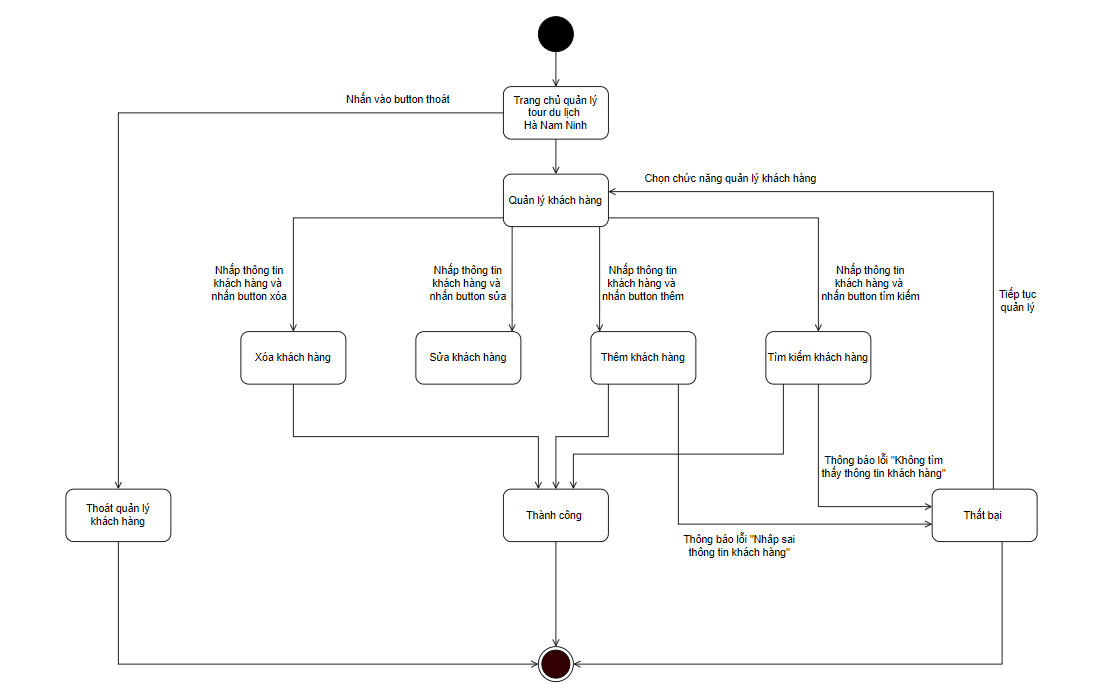 Nhấn vào button thoát
Trang chủ quản lý
tour du lịch
Hà Nam Ninh
Chọn chức năng quản lý khách hàng
Quản lý khách hàng
Nhấp thông tin
khách hàng và
nhấn button xóa
Nhấp thông tin
khách hàng và
nhấn button sửa
Nhấp thông tin
khách hàng và
nhấn button thêm
Nhấp thông tin
khách hàng và
nhấn button tìm kiếm
Tiếp tục
quản lý
Xóa khách hàng
Sửa khách hàng
Thêm khách hàng
Tìm kiếm khách hàng
Thông báo lỗi "Không tìm
thấy thông tin khách hàng"
Thoát quản lý
khách hàng
Thành công
Thất bại
Thông báo lỗi "Nhập sai
thông tin khách hàng"